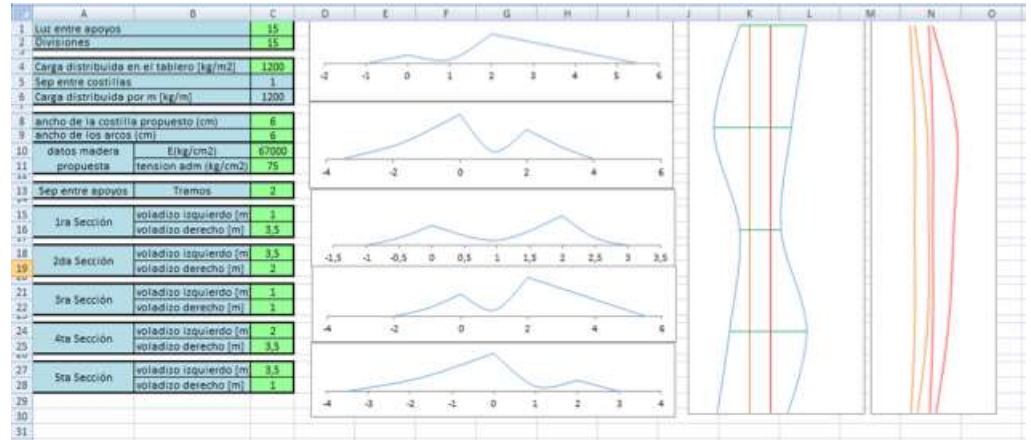 A B C D E F G H I J K L M N O
1 Luz entre apoyos 15
2 Divisiones 15
4 Carga distribuida en el tablero [kg/m2] 1200
5 Sep entre costillas 1
6 Carga distribuida por m [kg/m] 1200
8 ancho de la costilla propuesto (cm) 6
9 ancho de los arcos (cm) 6
10 datos madera E(kg/cm2) 67000
11 propuesta tension adm (kg/cm2) 75
13 Sep entre apoyos Tramos 2
15 1ra Sección voladizo izquierdo [m 1
16 voladizo derecho [m] 3,5
18 2da Sección voladizo izquierdo [m 3,5
19 voladizo derecho [m] 2
21 3ra Sección voladizo izquierdo [m 1
22 voladizo derecho [m] 1
24 4ta Sección voladizo izquierdo [m 2
25 voladizo derecho [m] 3,5
27 5ta Sección voladizo izquierdo [m 3,5
28 voladizo derecho [m] 1
29
30
31
-2 -1 0 1 2 3 4 5 6
-4 -2 0 2 4 6
-1,5 -1 -0,5 0 0,5 1 1,5 2 2,5 3 3,5
-4 -2 0 2 4 6
-4 -3 -2 -1 0 1 2 3 4